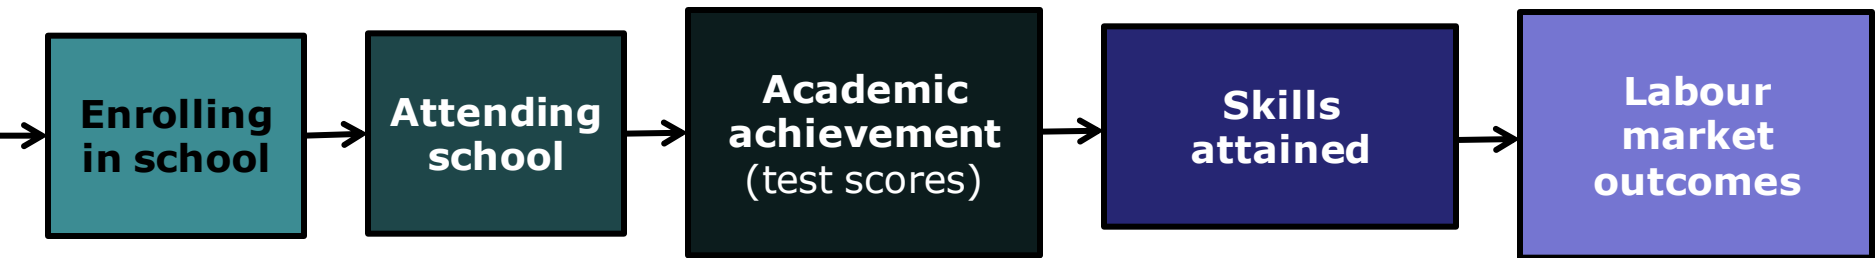 Enrolling
in school
Attending
school
Academic
achievement
(test scores)
Skills
attained
Labour
market
outcomes